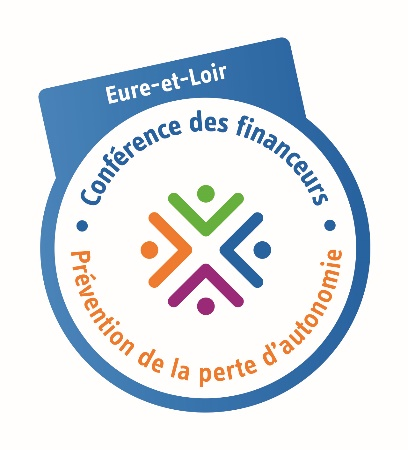 Eure-et-Loir
Conférence des financeurs
Prévention de la perte d'autonomie